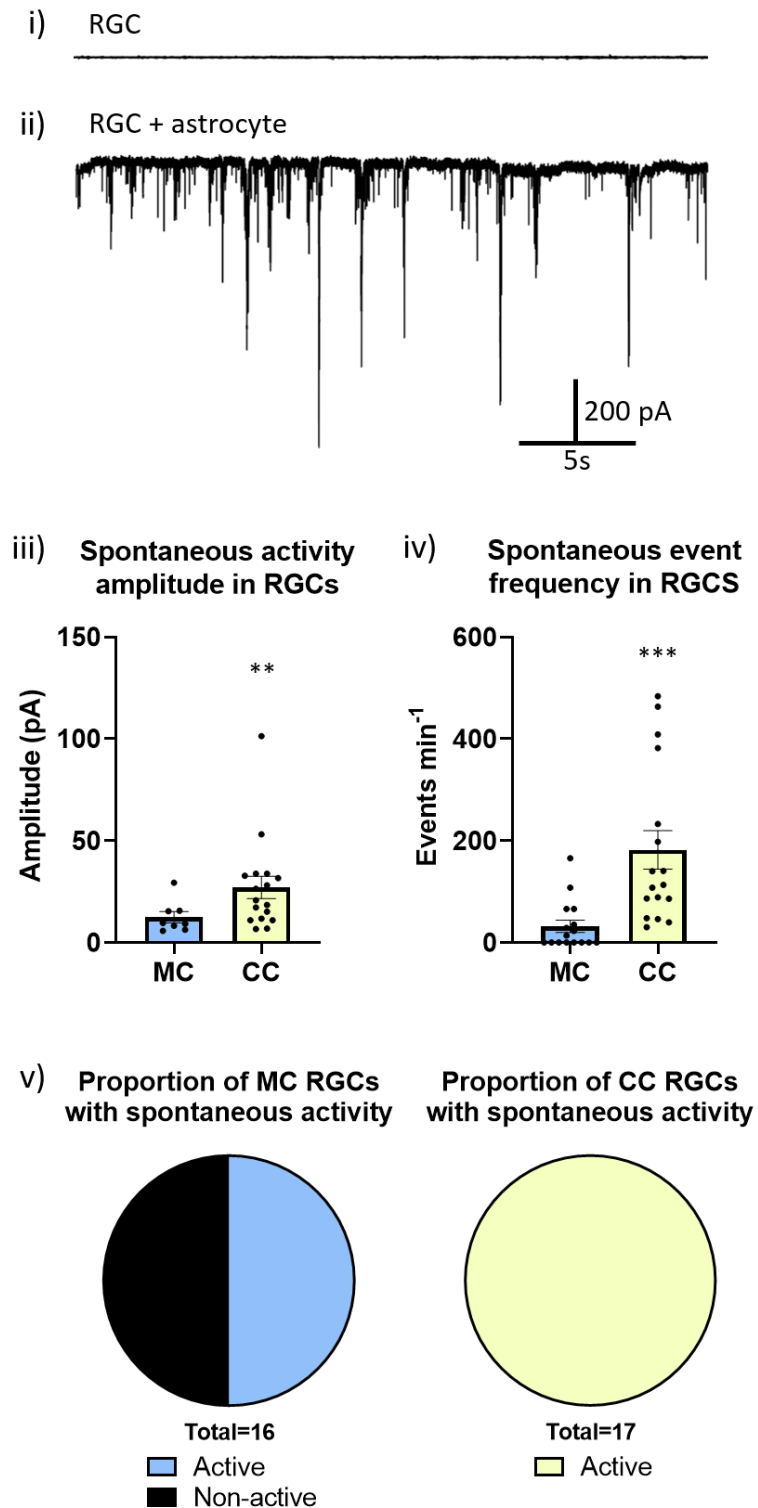 i) RGC
ii) RGC + astrocyte
200 pA
5s
iii) Spontaneous activity
amplitude in RGCs
150
100
50
0
Amplitude (pA)
**
MC CC
iv) Spontaneous event
frequency in RGCS
600
400
200
0
Events min⁻¹
***
MC CC
v) Proportion of MC RGCs
with spontaneous activity
Total=16
Active
Non-active
Proportion of CC RGCs
with spontaneous activity
Total=17
Active